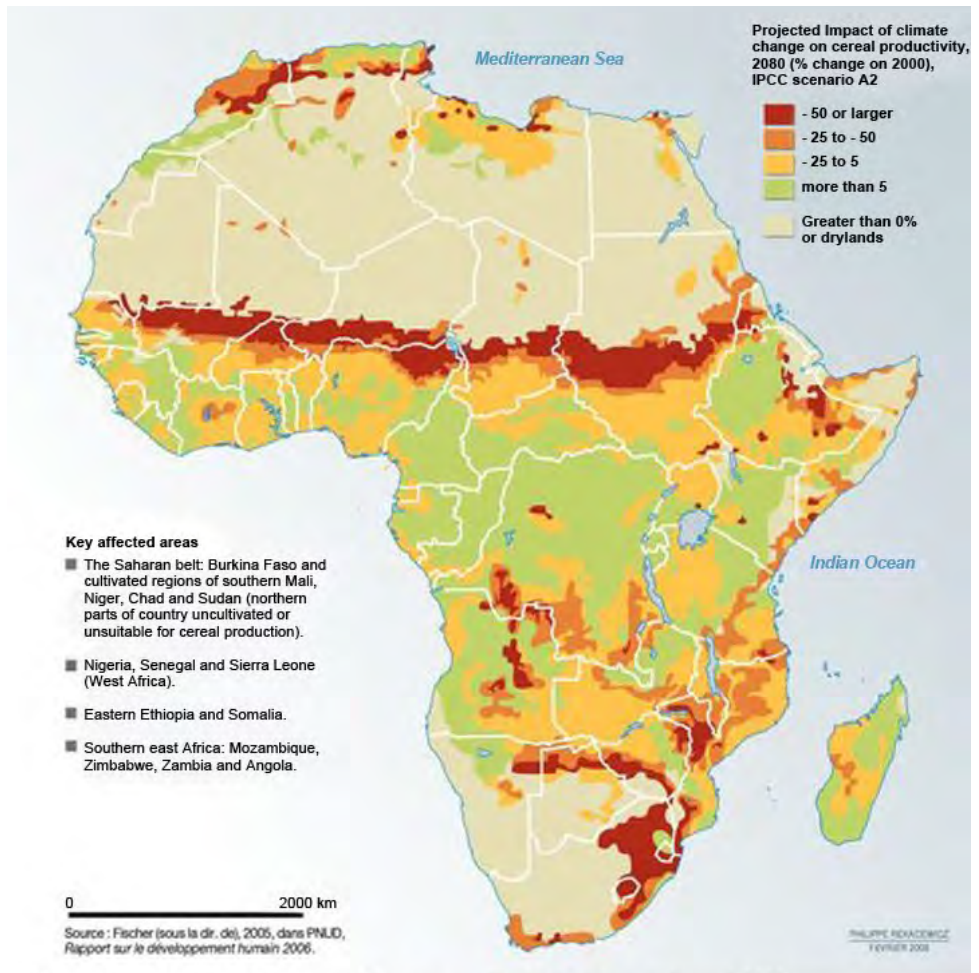 Mediterranean Sea
Projected Impact of climate
change on cereal productivity,
2080 (% change on 2000),
IPCC scenario A2
- 50 or larger
- 25 to - 50
- 25 to 5
more than 5
Greater than 0%
or drylands
Key affected areas
The Saharan belt: Burkina Faso and
cultivated regions of southern Mali,
Niger, Chad and Sudan (northern
parts of country uncultivated or
unsuitable for cereal production).
Nigeria, Senegal and Sierra Leone
(West Africa).
Eastern Ethiopia and Somalia.
Southern east Africa: Mozambique,
Zimbabwe, Zambia and Angola.
Indian Ocean
0 2000 km
Source : Fischer (sous la dir. de), 2005, dans PNUD,
Rapport sur le développement humain 2006.
PHILIPPE REKACEWICZ